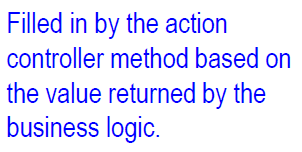 Filled in by the action
controller method based on
the value returned by the
business logic.